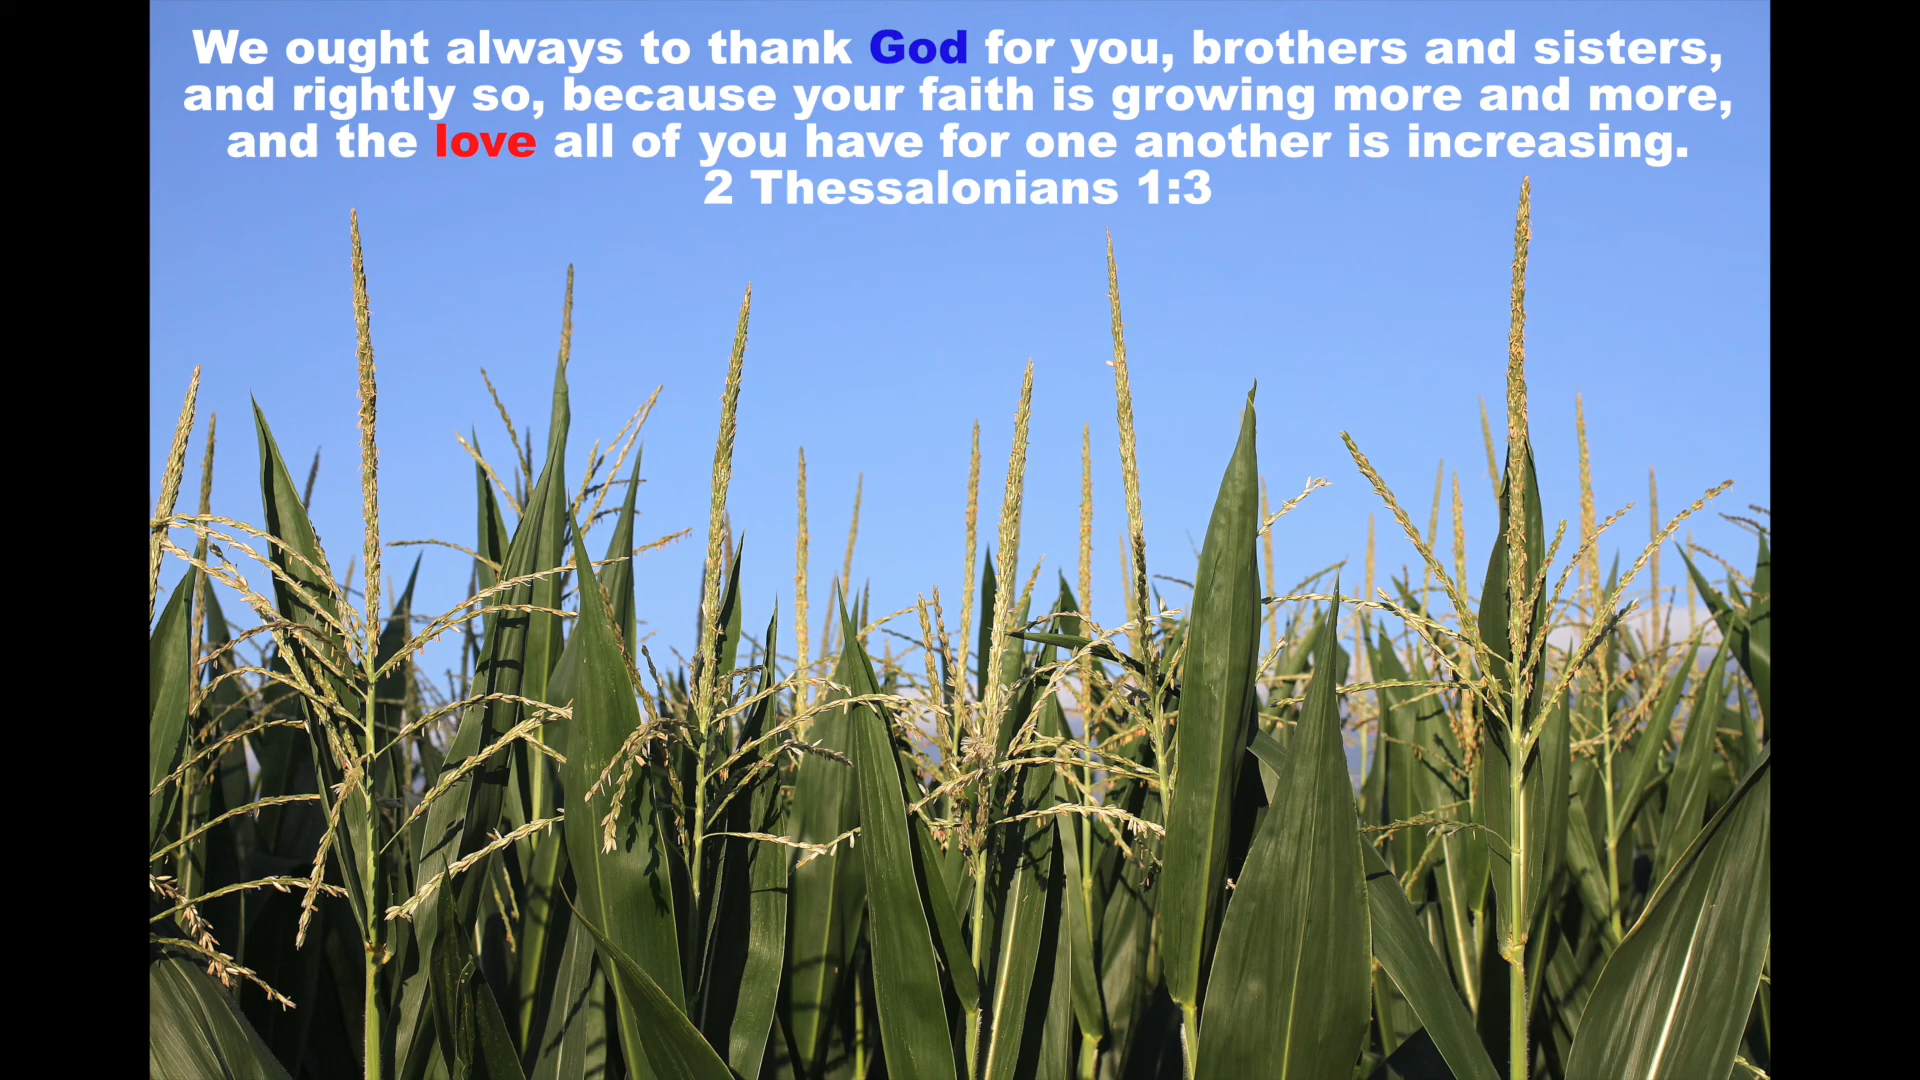 We ought always to thank God for you, brothers and sisters,
and rightly so, because your faith is growing more and more,
and the love all of you have for one another is increasing.
2 Thessalonians 1:3